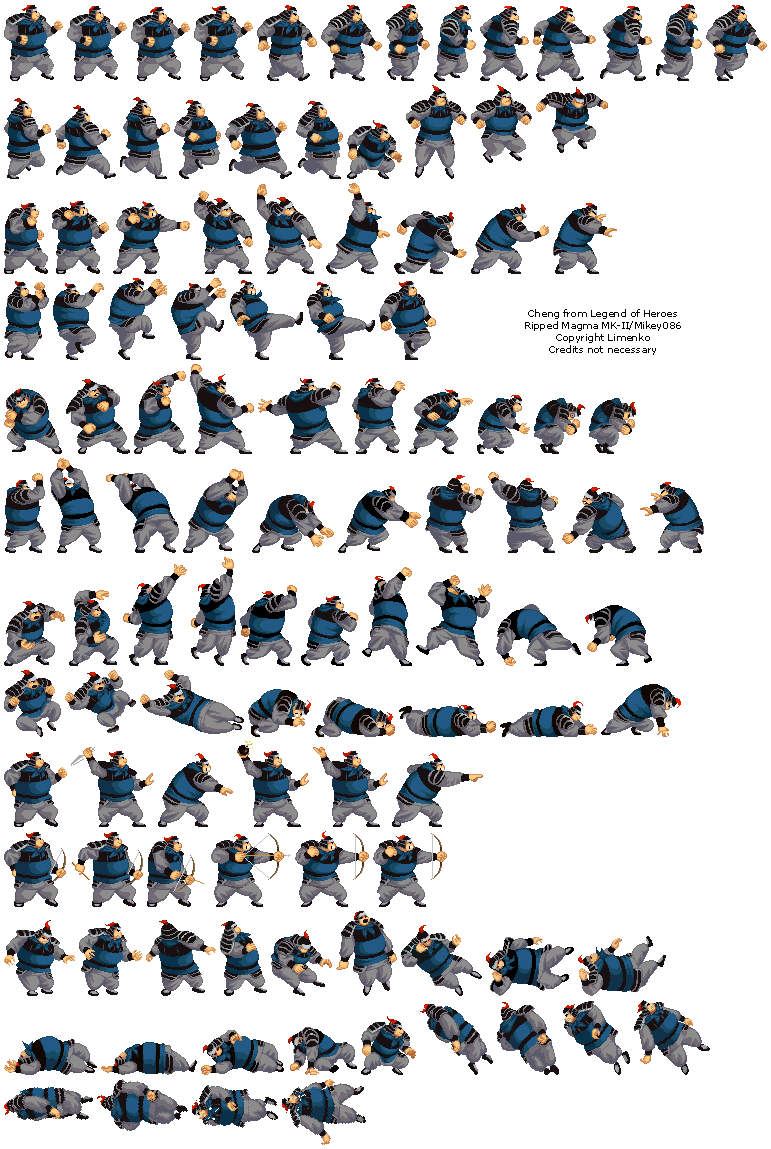 Cheng from Legend of Heroes
Ripped Magma MK-II/Mikey086
Copyright Limenko
Credits not necessary